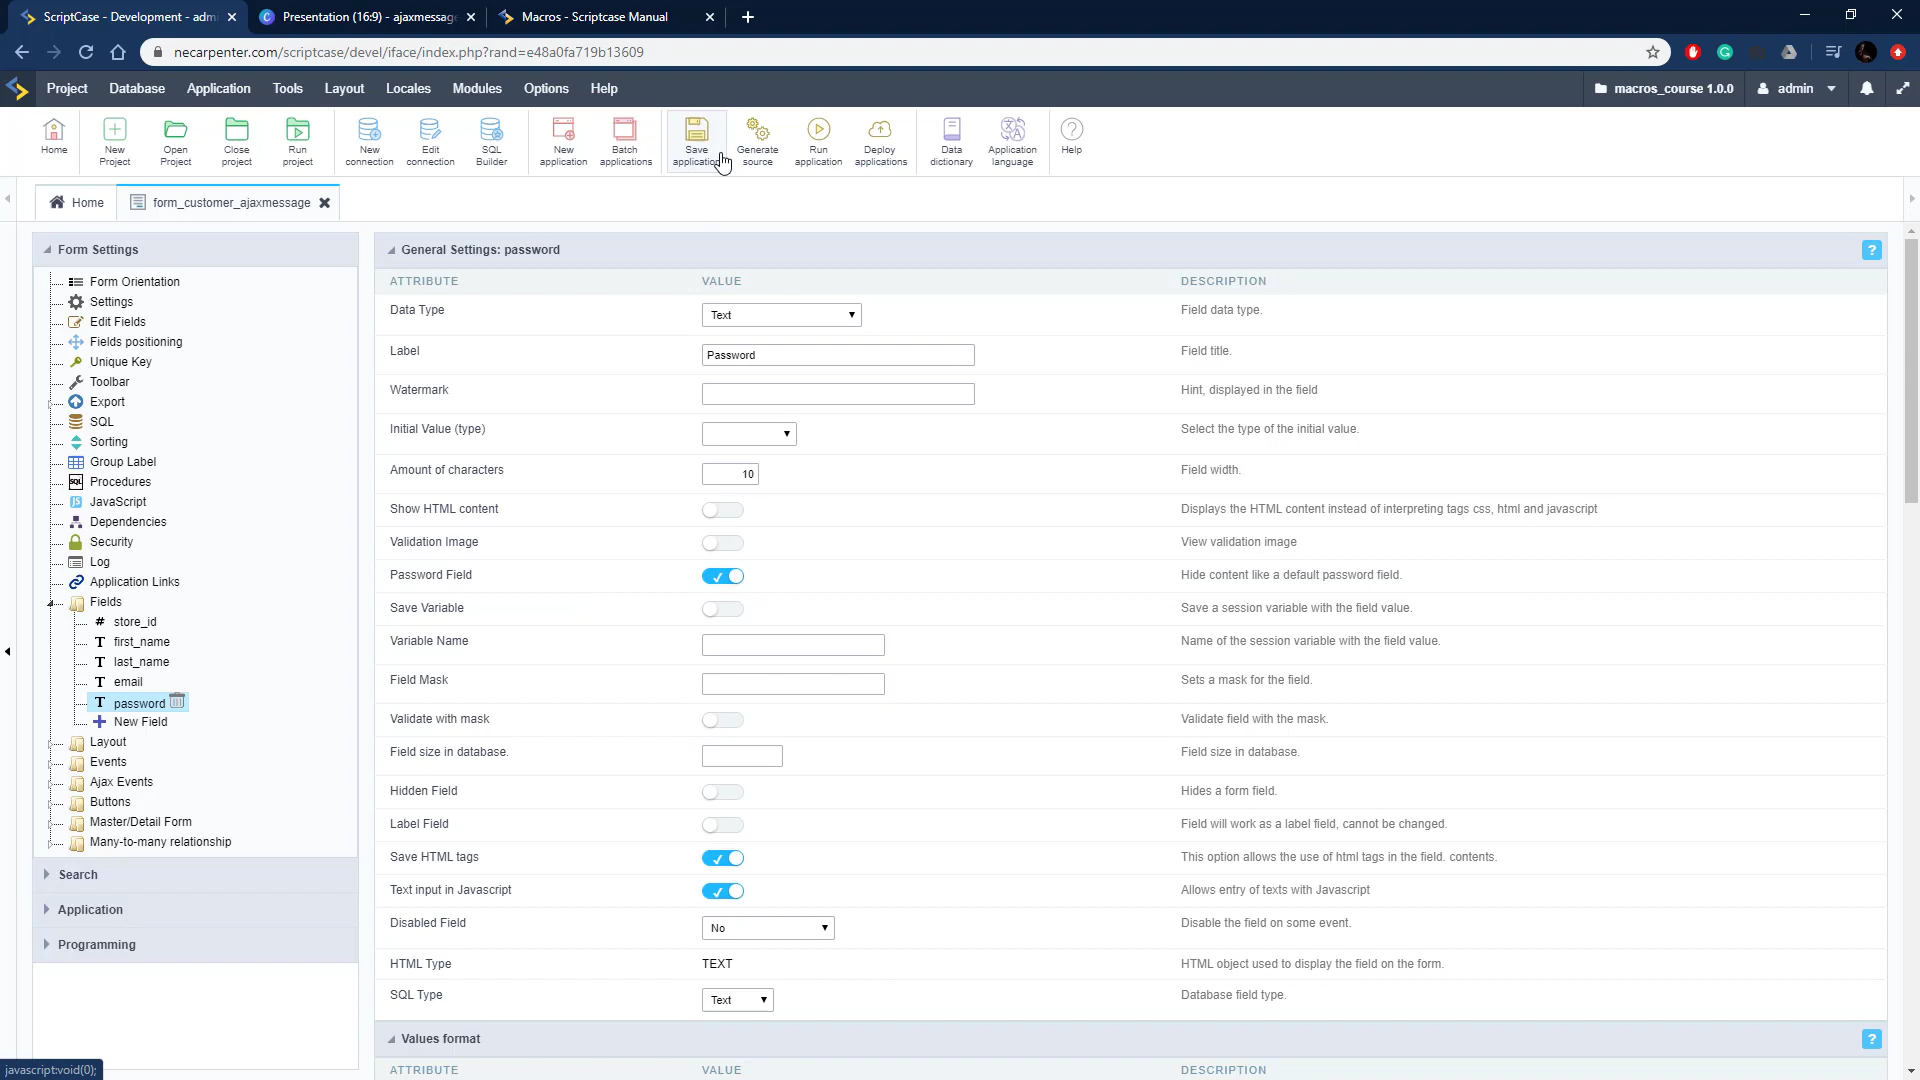 ScriptCase - Development - admi
Presentation (16:9) - ajaxmessage
Macros - Scriptcase Manual
necarpenter.com/scriptcase/devel/iface/index.php?rand=e48a0fa719b13609
Project Database Application Tools Layout Locales Modules Options Help
macros_course 1.0.0 admin
Home
New Project
Open Project
Close project
Run project
New connection
Edit connection
SQL Builder
New application
Batch applications
Save application
Generate source
Run application
Deploy applications
Data dictionary
Application language
Help
Home form_customer_ajaxmessage
Form Settings
Form Orientation
Settings
Edit Fields
Fields positioning
Unique Key
Toolbar
Export
SQL
Sorting
Group Label
Procedures
JavaScript
Dependencies
Security
Log
Application Links
Fields
# store_id
T first_name
T last_name
T email
T password
New Field
Layout
Events
Ajax Events
Buttons
Master/Detail Form
Many-to-many relationship
Search
Application
Programming
General Settings: password ?
ATTRIBUTE VALUE DESCRIPTION
Data Type Text Field data type.
Label Password Field title.
Watermark Hint, displayed in the field
Initial Value (type) Select the type of the initial value.
Amount of characters 10 Field width.
Show HTML content Displays the HTML content instead of interpreting tags css, html and javascript
Validation Image View validation image
Password Field Hide content like a default password field.
Save Variable Save a session variable with the field value.
Variable Name Name of the session variable with the field value.
Field Mask Sets a mask for the field.
Validate with mask Validate field with the mask.
Field size in database. Field size in database.
Hidden Field Hides a form field.
Label Field Field will work as a label field, cannot be changed.
Save HTML tags This option allows the use of html tags in the field. contents.
Text input in Javascript Allows entry of texts with Javascript
Disabled Field No Disable the field on some event.
HTML Type TEXT HTML object used to display the field on the form.
SQL Type Text Database field type.
Values format ?
ATTRIBUTE VALUE DESCRIPTION
javascript:void(0);